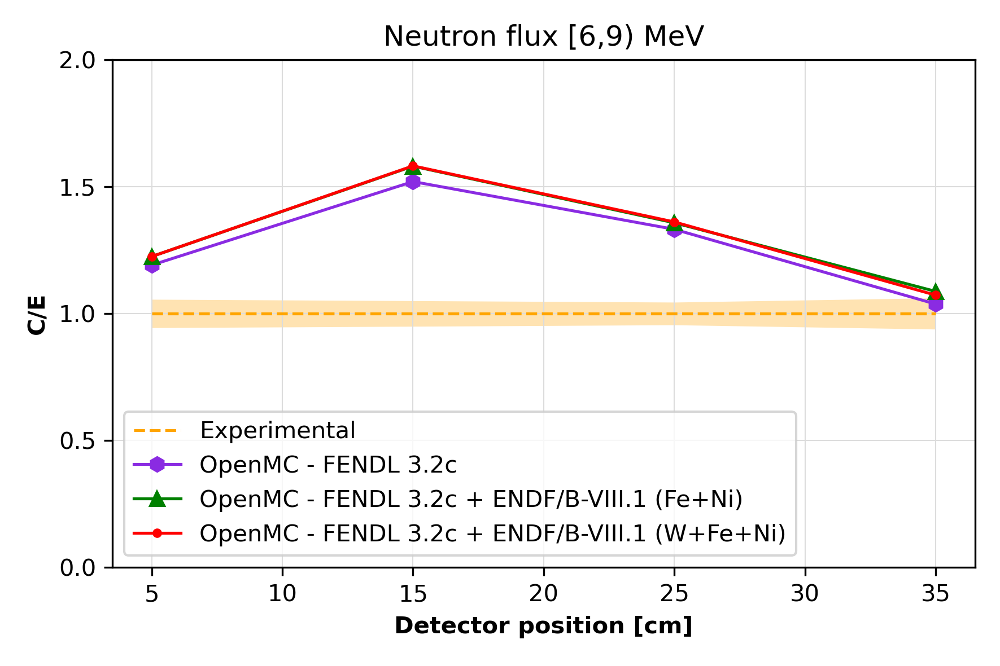 Neutron flux [6,9) MeV
2.0
1.5
1.0
0.5
0.0
C/E
Experimental
OpenMC - FENDL 3.2c
OpenMC - FENDL 3.2c + ENDF/B-VIII.1 (Fe+Ni)
OpenMC - FENDL 3.2c + ENDF/B-VIII.1 (W+Fe+Ni)
5 10 15 20 25 30 35
Detector position [cm]